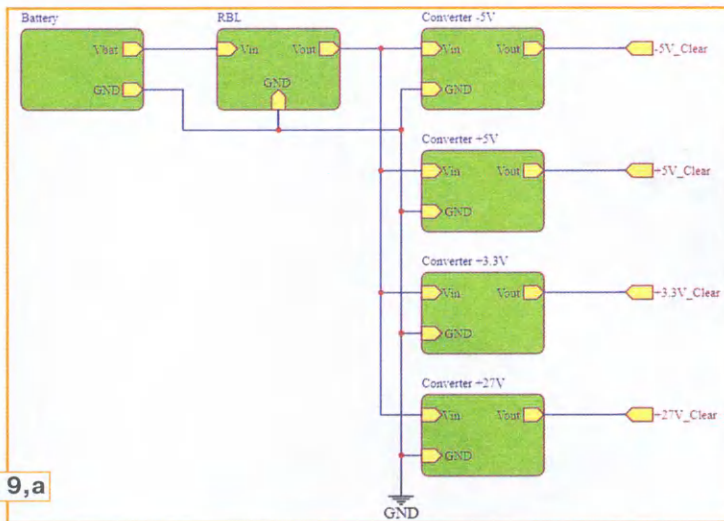 Battery
RBL
Converter -5V
Vbat
Vin
Vout
Vin
Vout
-5V_Clear
GND
GND
GND
Converter +5V
Vin
Vout
+5V_Clear
GND
Converter +3.3V
Vin
Vout
+3.3V_Clear
GND
Converter +27V
Vin
Vout
+27V_Clear
GND
9,a
GND